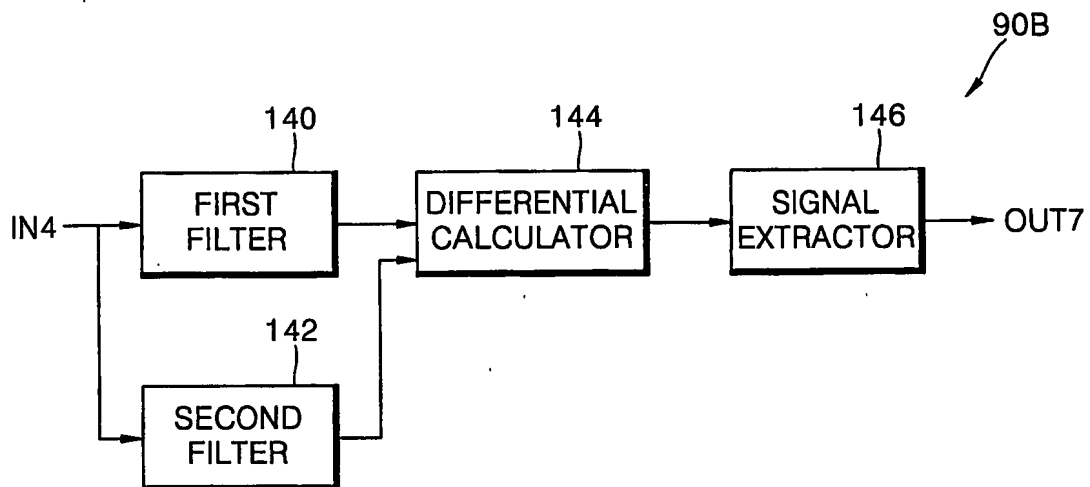 90B
140
144
146
IN4
FIRST
FILTER
DIFFERENTIAL
CALCULATOR
SIGNAL
EXTRACTOR
OUT7
142
SECOND
FILTER